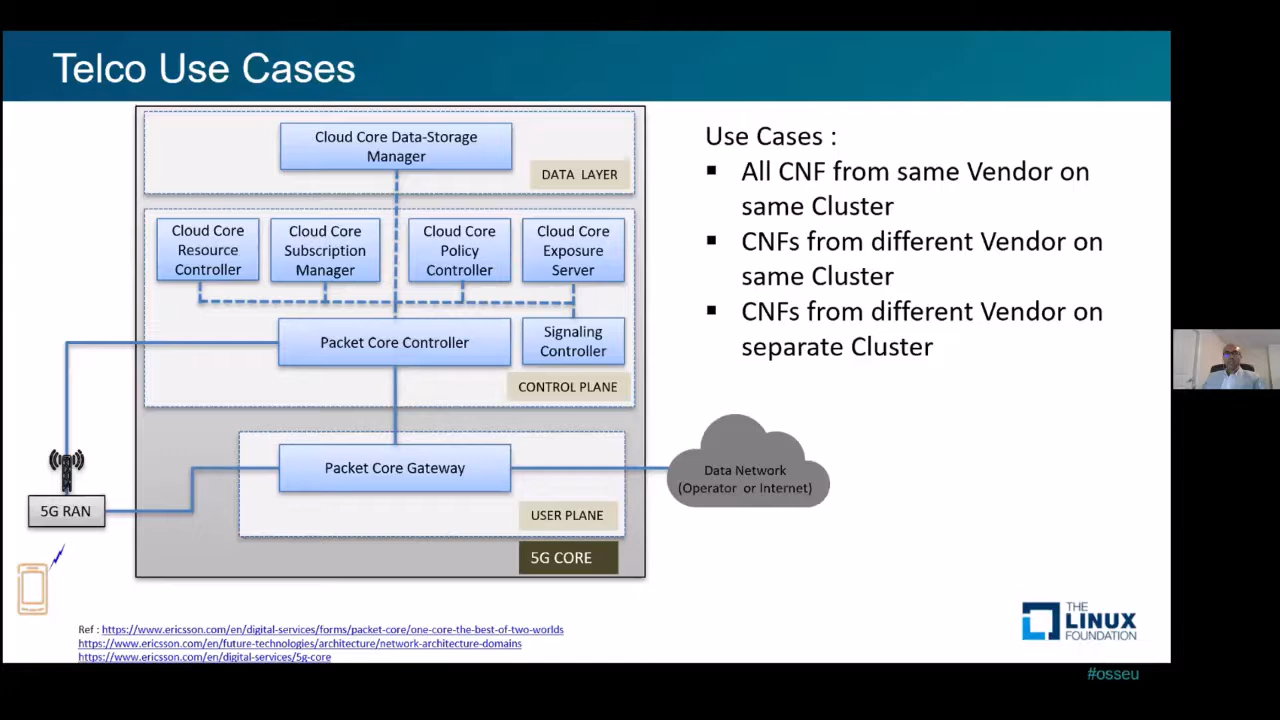 Telco Use Cases
Cloud Core Data-Storage
Manager
DATA LAYER
Cloud Core
Resource
Controller
Cloud Core
Subscription
Manager
Cloud Core
Policy
Controller
Cloud Core
Exposure
Server
Packet Core Controller
Signaling
Controller
CONTROL PLANE
Packet Core Gateway
USER PLANE
5G CORE
5G RAN
Data Network
(Operator or Internet)
Use Cases :
▪ All CNF from same Vendor on
same Cluster
▪ CNFs from different Vendor on
same Cluster
▪ CNFs from different Vendor on
separate Cluster
Ref : https://www.ericsson.com/en/digital-services/forms/packet-core/one-core-the-best-of-two-worlds
https://www.ericsson.com/en/future-technologies/architecture/network-architecture-domains
https://www.ericsson.com/en/digital-services/5g-core
THE
LINUX
FOUNDATION
#osseu